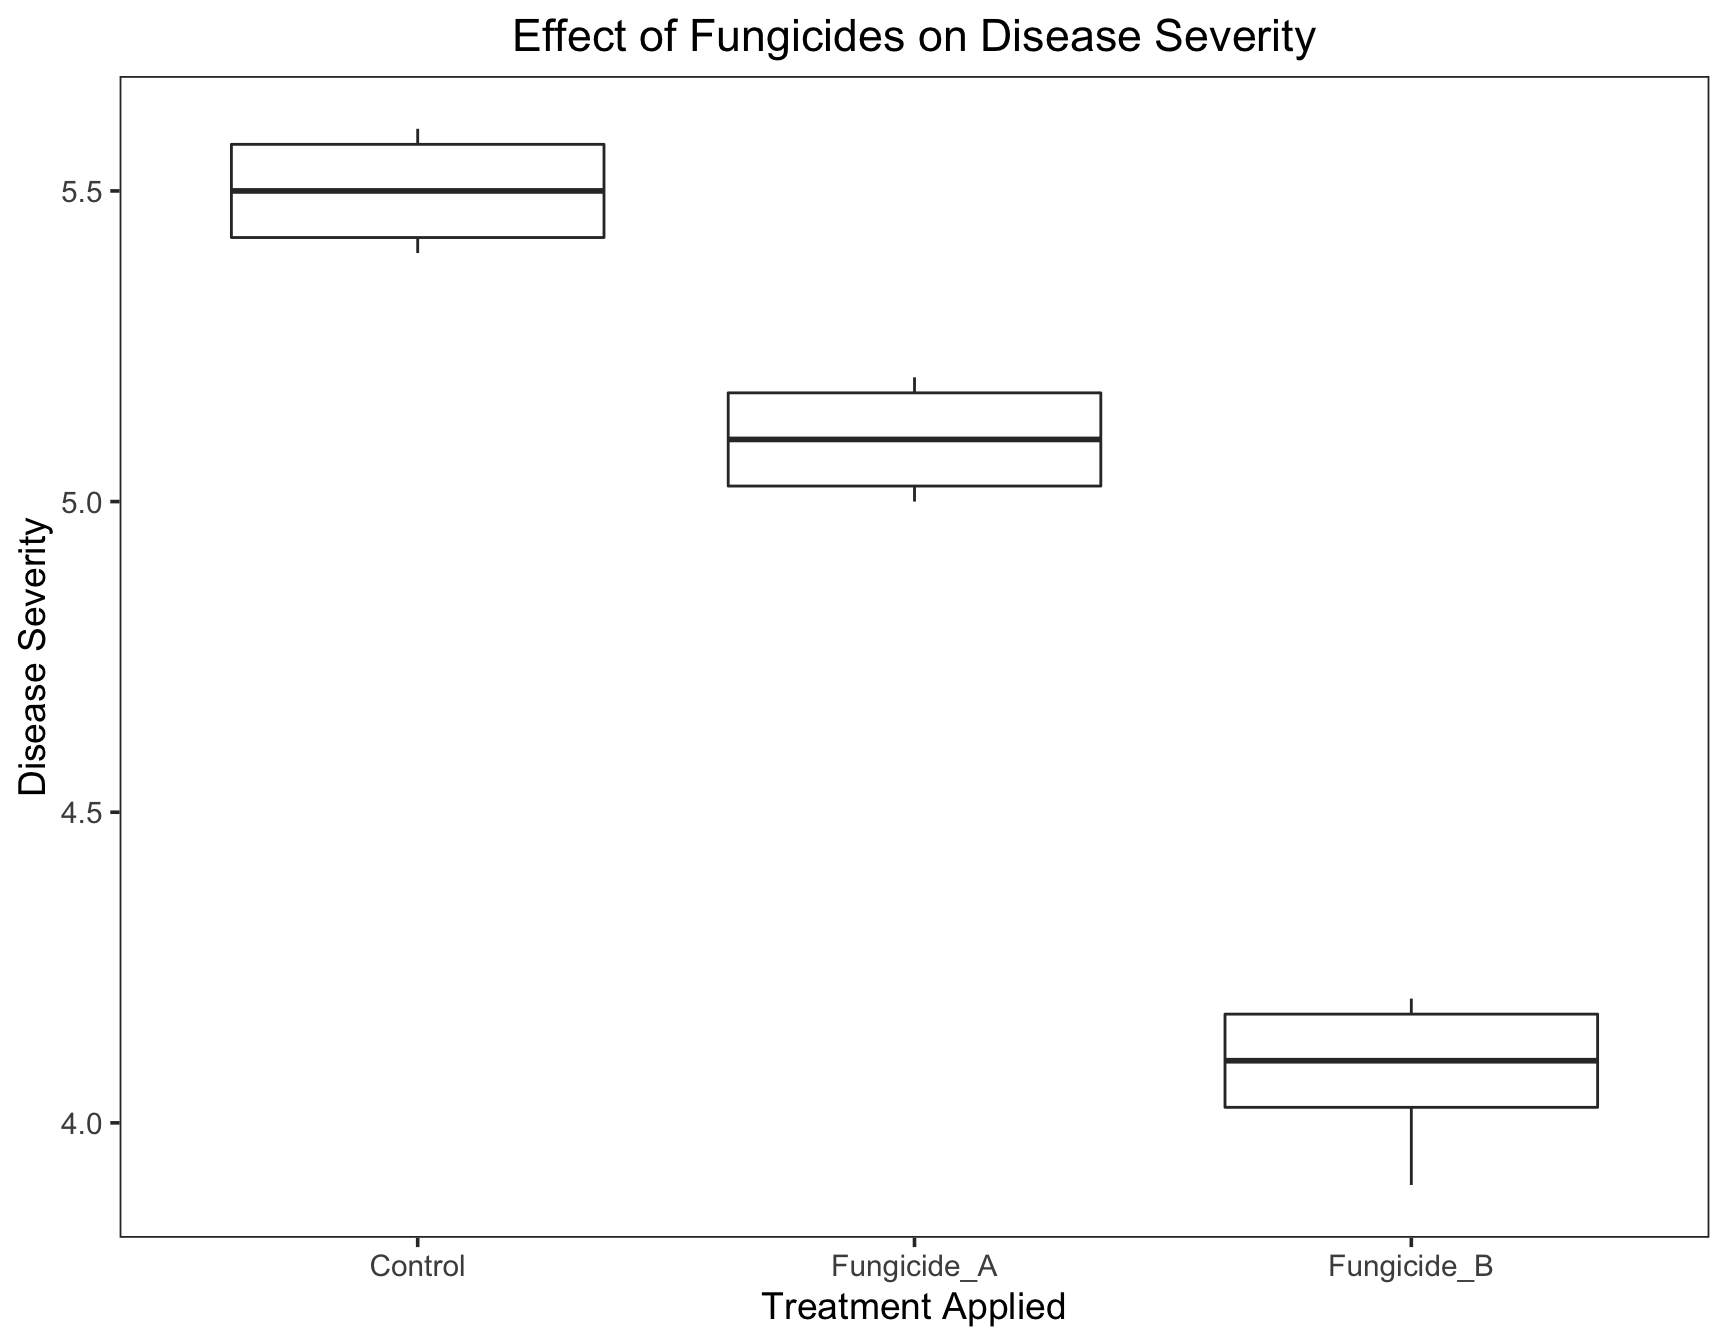 Effect of Fungicides on Disease Severity
Disease Severity
5.5
5.0
4.5
4.0
Control Fungicide_A Fungicide_B
Treatment Applied